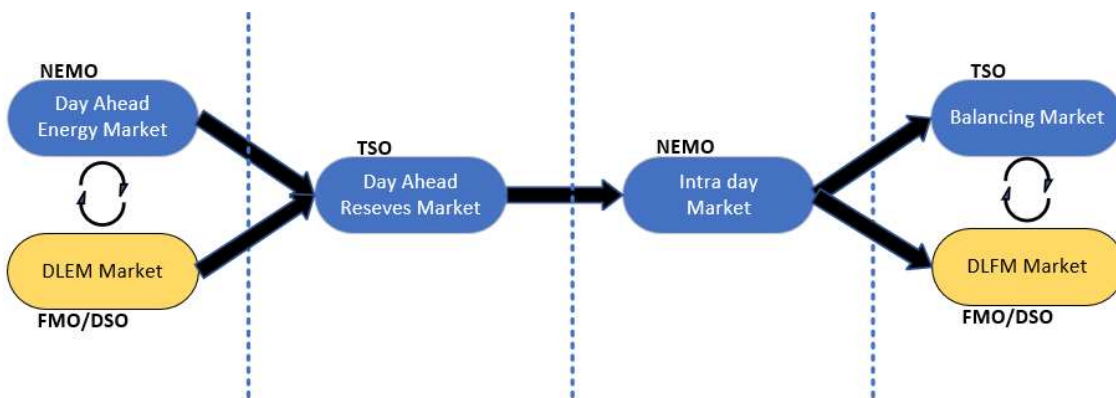 NEMO
Day Ahead
Energy Market
DLEM Market
FMO/DSO
TSO
Day Ahead
Reseves Market
NEMO
Intra day
Market
TSO
Balancing Market
DLFM Market
FMO/DSO